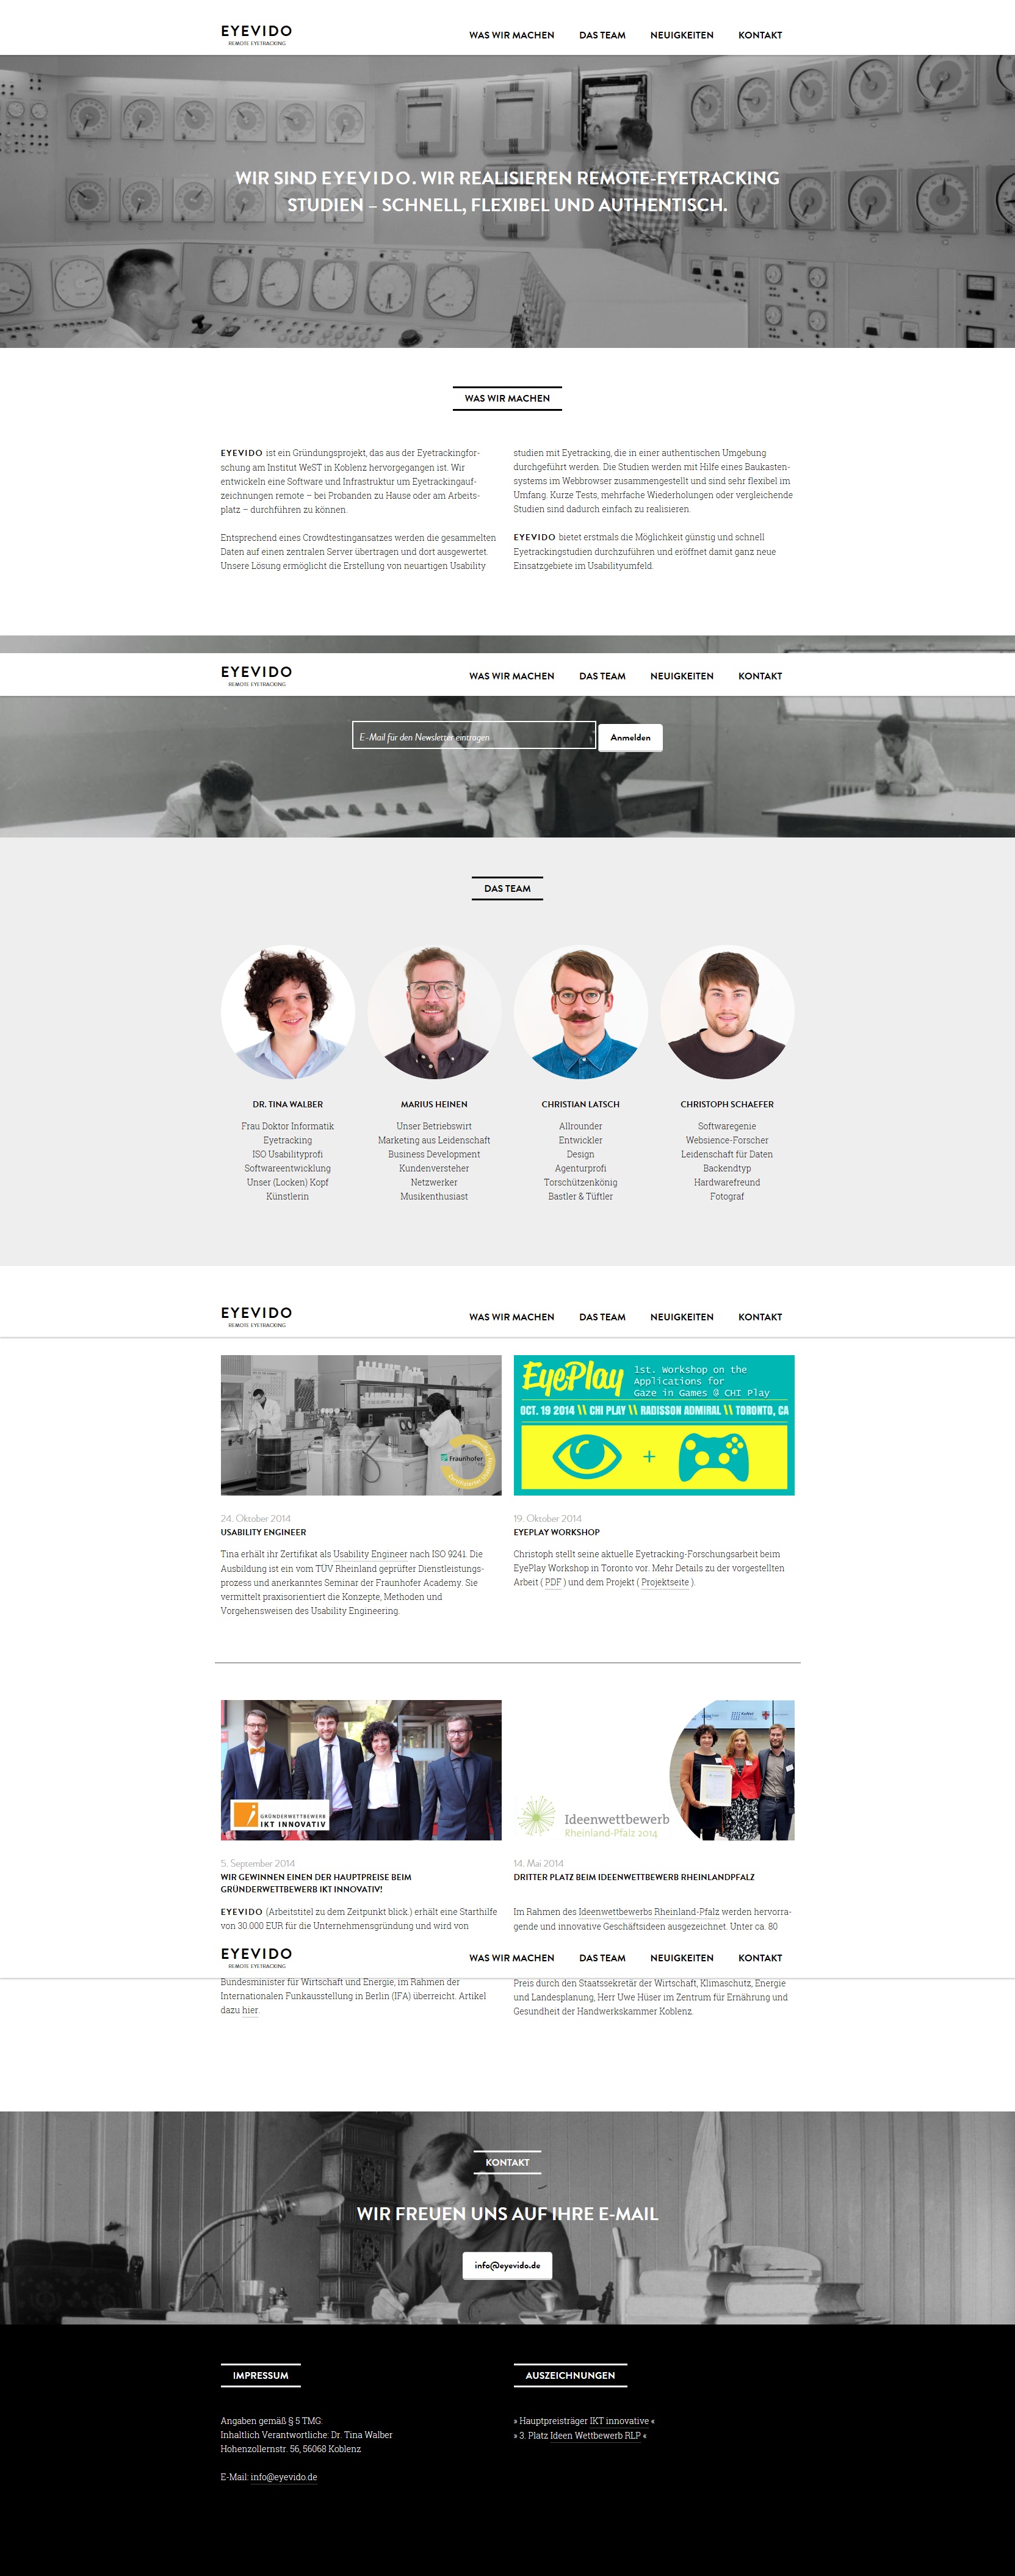 EYEVIDO
REMOTE EYETRACKING
WAS WIR MACHEN
DAS TEAM
NEUIGKEITEN
KONTAKT
WIR SIND EYEVIDO. WIR REALISIEREN REMOTE-EYETRACKING
STUDIEN – SCHNELL, FLEXIBEL UND AUTHENTISCH.
WAS WIR MACHEN
EYEVIDO ist ein Gründungsprojekt, das aus der Eyetrackingfor-
schung am Institut WeST in Koblenz hervorgegangen ist. Wir
entwickeln eine Software und Infrastruktur um Eyetrackingauf-
zeichnungen remote – bei Probanden zu Hause oder am Arbeits-
platz – durchführen zu können.
Entsprechend eines Crowdtestingansatzes werden die gesammelten
Daten auf einen zentralen Server übertragen und dort ausgewertet.
Unsere Lösung ermöglicht die Erstellung von neuartigen Usability
studien mit Eyetracking, die in einer authentischen Umgebung
durchgeführt werden. Die Studien werden mit Hilfe eines Baukasten-
systems im Webbrowser zusammengestellt und sind sehr flexibel im
Umfang. Kurze Tests, mehrfache Wiederholungen oder vergleichende
Studien sind dadurch einfach zu realisieren.
EYEVIDO bietet erstmals die Möglichkeit günstig und schnell
Eyetrackingstudien durchzuführen und eröffnet damit ganz neue
Einsatzgebiete im Usabilityumfeld.
EYEVIDO
REMOTE EYETRACKING
WAS WIR MACHEN
DAS TEAM
NEUIGKEITEN
KONTAKT
E-Mail für den Newsletter eintragen
Anmelden
DAS TEAM
DR. TINA WALBER
Frau Doktor Informatik
Eyetracking
ISO Usabilityprofi
Softwareentwicklung
Unser (Locken) Kopf
Künstlerin
MARIUS HEINEN
Unser Betriebswirt
Marketing aus Leidenschaft
Business Development
Kundenversteher
Netzwerker
Musikenthusiast
CHRISTIAN LATSCH
Allrounder
Entwickler
Design
Agenturprofi
Torschützenkönig
Bastler & Tüftler
CHRISTOPH SCHAEFER
Softwaregenie
Websience-Forscher
Leidenschaft für Daten
Backendtyp
Hardwarefreund
Fotograf
EYEVIDO
REMOTE EYETRACKING
WAS WIR MACHEN
DAS TEAM
NEUIGKEITEN
KONTAKT
Fraunhofer
24. Oktober 2014
USABILITY ENGINEER
Tina erhält ihr Zertifikat als Usability Engineer nach ISO 9241. Die
Ausbildung ist ein vom TÜV Rheinland geprüfter Dienstleistungs-
prozess und anerkanntes Seminar der Fraunhofer Academy. Sie
vermittelt praxisorientiert die Konzepte, Methoden und
Vorgehensweisen des Usability Engineering.
EyePlay
1st. Workshop on the
Applications for
Gaze in Games @ CHI Play
OCT. 19 2014 \\ CHI PLAY \\ RADISSON ADMIRAL \\ TORONTO, CA
+
19. Oktober 2014
EYEPLAY WORKSHOP
Christoph stellt seine aktuelle Eyetracking-Forschungsarbeit beim
EyePlay Workshop in Toronto vor. Mehr Details zu der vorgestellten
Arbeit ( PDF ) und dem Projekt ( Projektseite ).
GRÜNDERWETTBEWERB
IKT INNOVATIV
5. September 2014
WIR GEWINNEN EINEN DER HAUPTPREISE BEIM
GRÜNDERWETTBEWERB IKT INNOVATIV!
EYEVIDO (Arbeitstitel zu dem Zeitpunkt blick.) erhält eine Starthilfe
von 30.000 EUR für die Unternehmensgründung und wird von
Ideenwettbewerb
Rheinland-Pfalz 2014
14. Mai 2014
DRITTER PLATZ BEIM IDEENWETTBEWERB RHEINLANDPFALZ
Im Rahmen des Ideenwettbewerbs Rheinland-Pfalz werden hervorra-
gende und innovative Geschäftsideen ausgezeichnet. Unter ca. 80
EYEVIDO
REMOTE EYETRACKING
WAS WIR MACHEN
DAS TEAM
NEUIGKEITEN
KONTAKT
Bundesminister für Wirtschaft und Energie, im Rahmen der
Internationalen Funkausstellung in Berlin (IFA) überreicht. Artikel
dazu hier.
Preis durch den Staatssekretär der Wirtschaft, Klimaschutz, Energie
und Landesplanung, Herr Uwe Hüser im Zentrum für Ernährung und
Gesundheit der Handwerkskammer Koblenz.
KONTAKT
WIR FREUEN UNS AUF IHRE E-MAIL
info@eyevido.de
IMPRESSUM
Angaben gemäß § 5 TMG:
Inhaltlich Verantwortliche: Dr. Tina Walber
Hohenzollernstr. 56, 56068 Koblenz
E-Mail: info@eyevido.de
AUSZEICHNUNGEN
» Hauptpreisträger IKT innovative «
» 3. Platz Ideen Wettbewerb RLP «